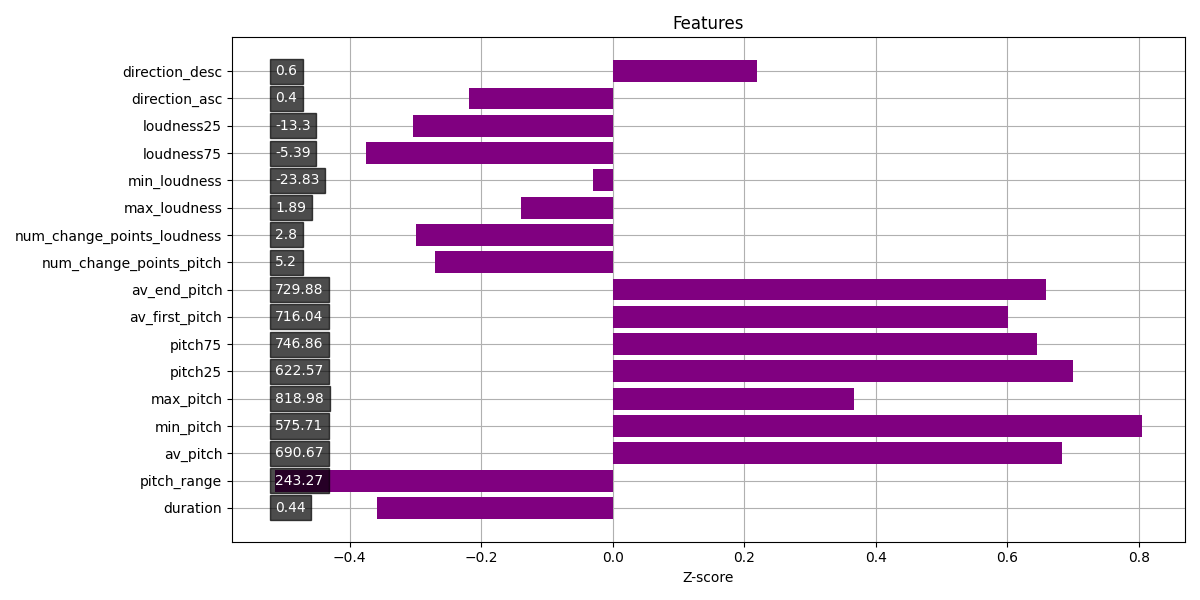 Features
direction_desc 0.6
direction_asc 0.4
loudness25 -13.3
loudness75 -5.39
min_loudness -23.83
max_loudness 1.89
num_change_points_loudness 2.8
num_change_points_pitch 5.2
av_end_pitch 729.88
av_first_pitch 716.04
pitch75 746.86
pitch25 622.57
max_pitch 818.98
min_pitch 575.71
av_pitch 690.67
pitch_range 243.27
duration 0.44
−0.4 −0.2 0.0 0.2 0.4 0.6 0.8
Z-score